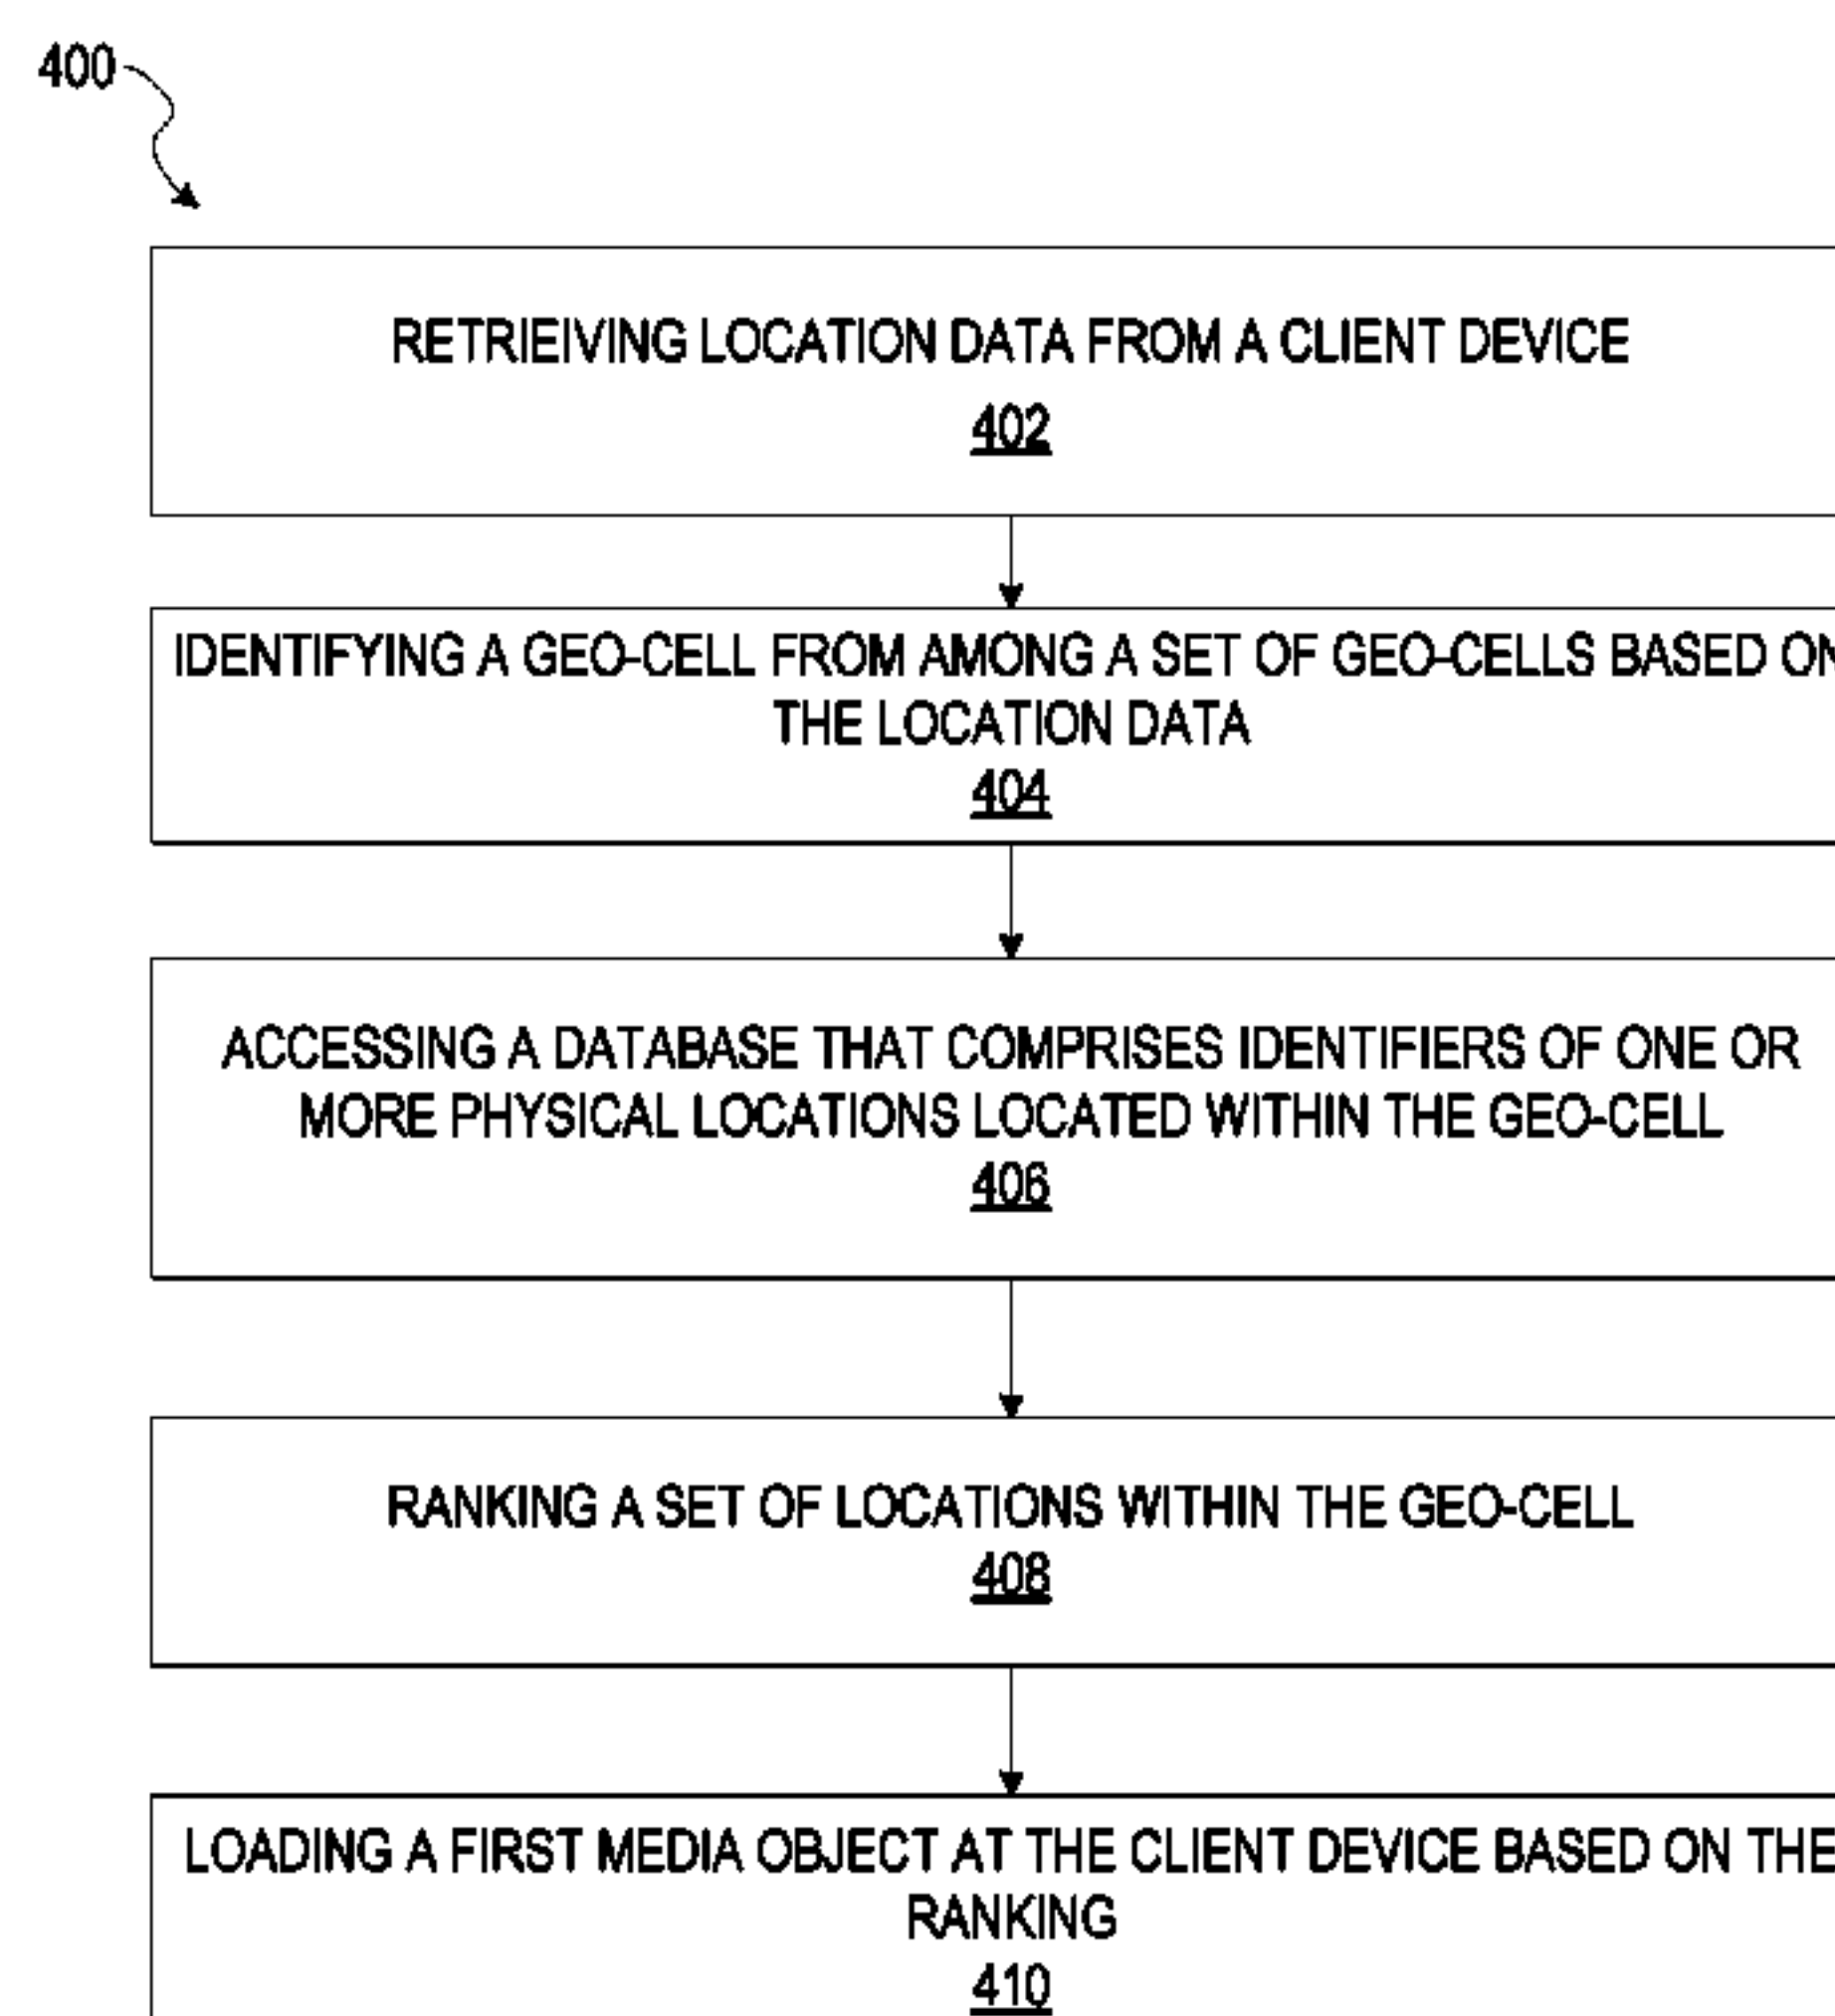 400
RETRIEIVING LOCATION DATA FROM A CLIENT DEVICE
402
IDENTIFYING A GEO-CELL FROM AMONG A SET OF GEO-CELLS BASED ON
THE LOCATION DATA
404
ACCESSING A DATABASE THAT COMPRISES IDENTIFIERS OF ONE OR
MORE PHYSICAL LOCATIONS LOCATED WITHIN THE GEO-CELL
406
RANKING A SET OF LOCATIONS WITHIN THE GEO-CELL
408
LOADING A FIRST MEDIA OBJECT AT THE CLIENT DEVICE BASED ON THE
RANKING
410